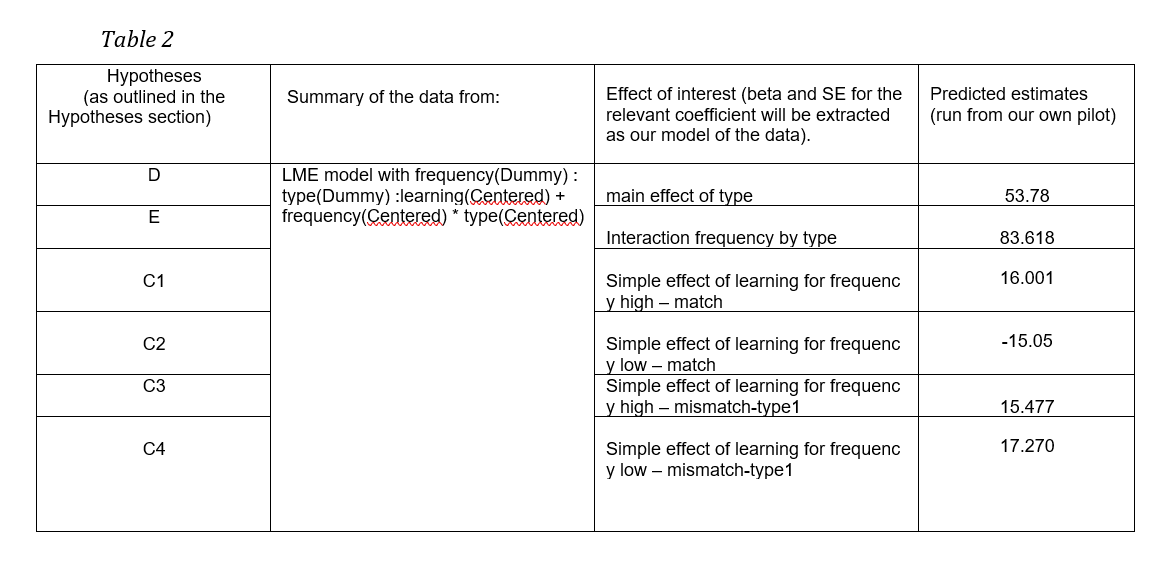 Table 2
Hypotheses
(as outlined in the
Hypotheses section)
Summary of the data from:
Effect of interest (beta and SE for the
relevant coefficient will be extracted
as our model of the data).
Predicted estimates
(run from our own pilot)
D
LME model with frequency(Dummy) :
type(Dummy) :learning(Centered) +
frequency(Centered) * type(Centered)
main effect of type
53.78
E
Interaction frequency by type
83.618
C1
Simple effect of learning for frequenc
y high – match
16.001
C2
Simple effect of learning for frequenc
y low – match
-15.05
C3
Simple effect of learning for frequenc
y high – mismatch-type1
15.477
C4
Simple effect of learning for frequenc
y low – mismatch-type1
17.270